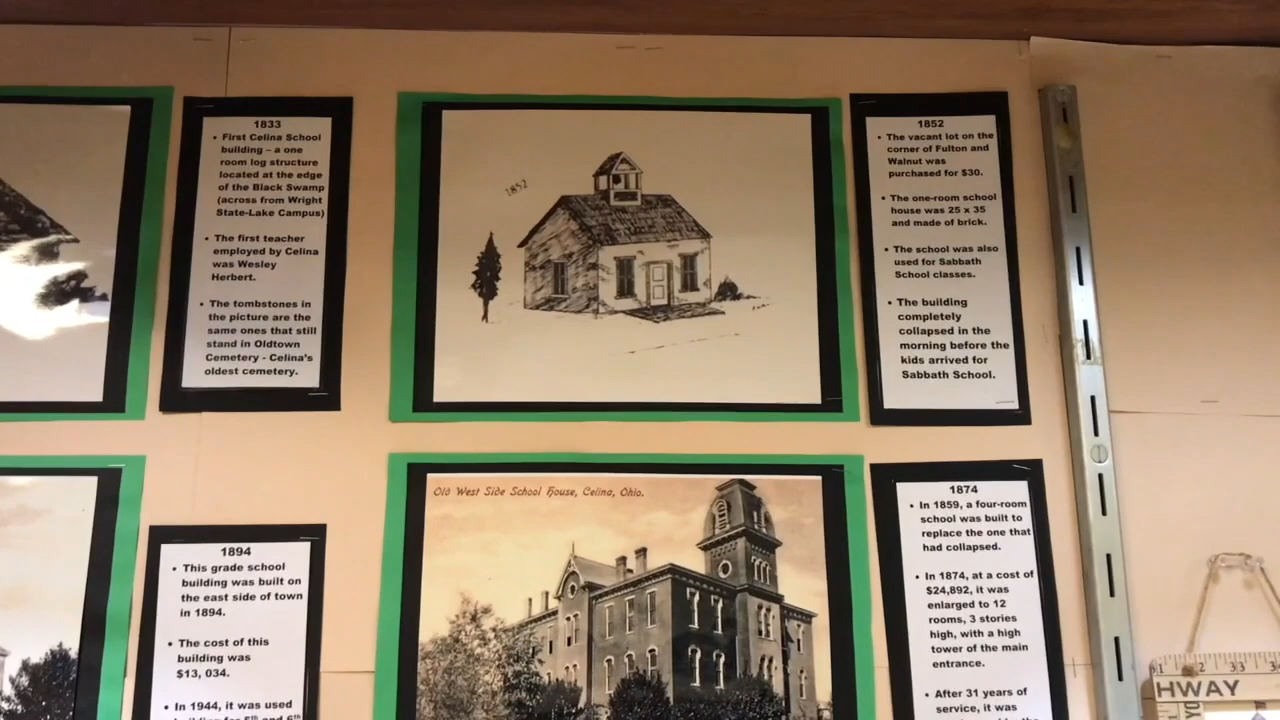 1833
• First Celina School
building – a one
room log structure
located at the edge
of the Black Swamp
(across from Wright
State-Lake Campus)
• The first teacher
employed by Celina
was Wesley
Herbert.
• The tombstones in
the picture are the
same ones that still
stand in Oldtown
Cemetery - Celina's
oldest cemetery.
1852
1852
• The vacant lot on the
corner of Fulton and
Walnut was
purchased for $30.
• The one-room school
house was 25 x 35
and made of brick.
• The school was also
used for Sabbath
School classes.
• The building
completely
collapsed in the
morning before the
kids arrived for
Sabbath School.
1894
• This grade school
building was built on
the east side of town
in 1894.
• The cost of this
building was
$13, 034.
• In 1944, it was used
building for 5th and 6th
Old West Side School House, Celina, Ohio.
1874
• In 1859, a four-room
school was built to
replace the one that
had collapsed.
• In 1874, at a cost of
$24,892, it was
enlarged to 12
rooms, 3 stories
high, with a high
tower of the main
entrance.
• After 31 years of
service, it was
31 32 33 3
HWAY